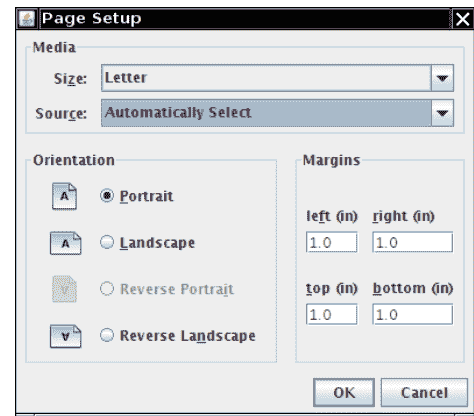 Page Setup
Media
Size: Letter
Source: Automatically Select
Orientation
A Portrait
A Landscape
A Reverse Portrait
A Reverse Landscape
Margins
left (in) right (in)
1.0 1.0
top (in) bottom (in)
1.0 1.0
OK Cancel